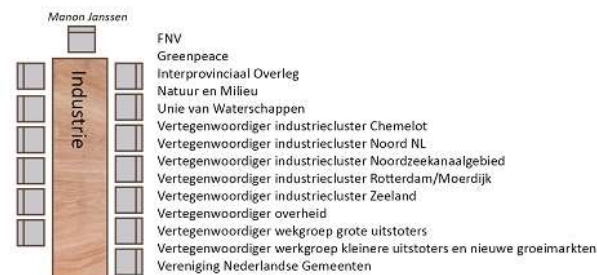 Manon Janssen
Industrie
FNV
Greenpeace
Interprovinciaal Overleg
Natuur en Milieu
Unie van Waterschappen
Vertegenwoordiger industriecluster Chemelot
Vertegenwoordiger industriecluster Noord NL
Vertegenwoordiger industriecluster Noordzeekanaalgebied
Vertegenwoordiger industriecluster Rotterdam/Moerdijk
Vertegenwoordiger industriecluster Zeeland
Vertegenwoordiger overheid
Vertegenwoordiger wekgroep grote uitstoters
Vertegenwoordiger werkgroep kleinere uitstoters en nieuwe groeimarkten
Vereniging Nederlandse Gemeenten